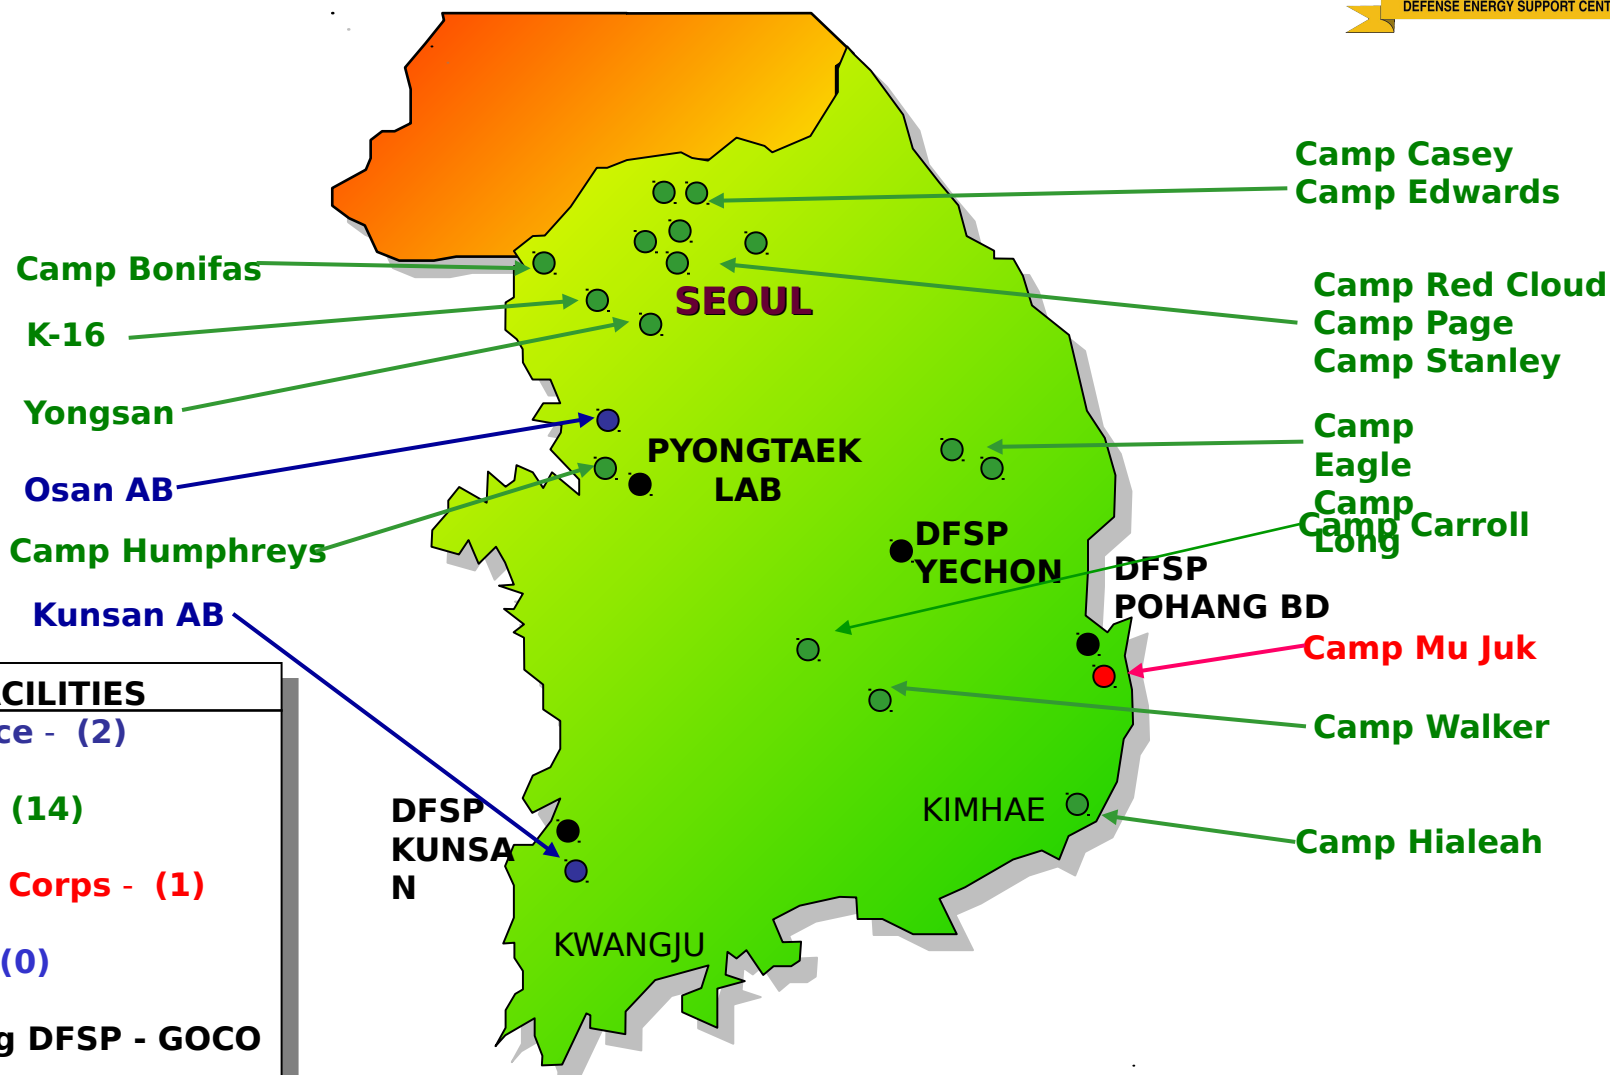 DEFENSE ENERGY SUPPORT CENT
Camp Casey
Camp Edwards
Camp Bonifas
Camp Red Cloud
Camp Page
Camp Stanley
SEOUL
K-16
Yongsan
Camp
Eagle
Camp
Long
PYONGTAEK
LAB
Osan AB
Camp Carroll
Camp Humphreys
DFSP
YECHON
DFSP
POHANG BD
Kunsan AB
Camp Mu Juk
CILITIES
ce - (2)
(14)
Corps - (1)
(0)
g DFSP - GOCO
Camp Walker
DFSP
KUNSA
N
KIMHAE
Camp Hialeah
KWANGJU